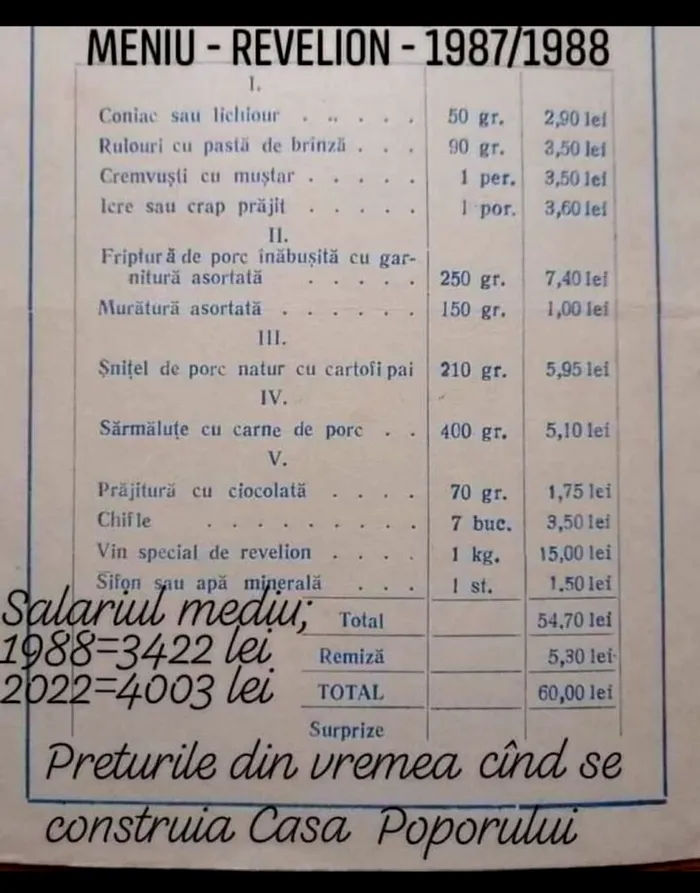 MENIU - REVELION - 1987/1988
I.
Coniac sau lichiour . .. . . . 50 gr. 2,90 lei
Rulouri cu pastă de brînză . . . 90 gr. 3,50 lei
Cremvuști cu muștar . . . . . 1 per. 3,50 lei
Icre sau crap prăjit . . . . . 1 por. 3,60 lei
II.
Friptură de porc înăbușită cu gar-
nitură asortată . . . . . 250 gr. 7,40 lei
Murătură asortată . . . . . . 150 gr. 1,00 lei
III.
Șnițel de porc natur cu cartofi pai 210 gr. 5,95 lei
IV.
Sărmăluțe cu carne de porc . . 400 gr. 5,10 lei
V.
Prăjitură cu ciocolată . . . . 70 gr. 1,75 lei
Chifle . . . . . . . . . 7 buc. 3,50 lei
Vin special de revelion . . . . 1 kg. 15,00 lei
Sifon sau apă minerală . . . 1 st. 1.50 lei
Salariul mediu; Total 54,70 lei
1988=3422 lei Remiză 5,30 lei
2022=4003 lei TOTAL 60,00 lei
Surprize
Preturile din vremea cînd se
construia Casa Poporului